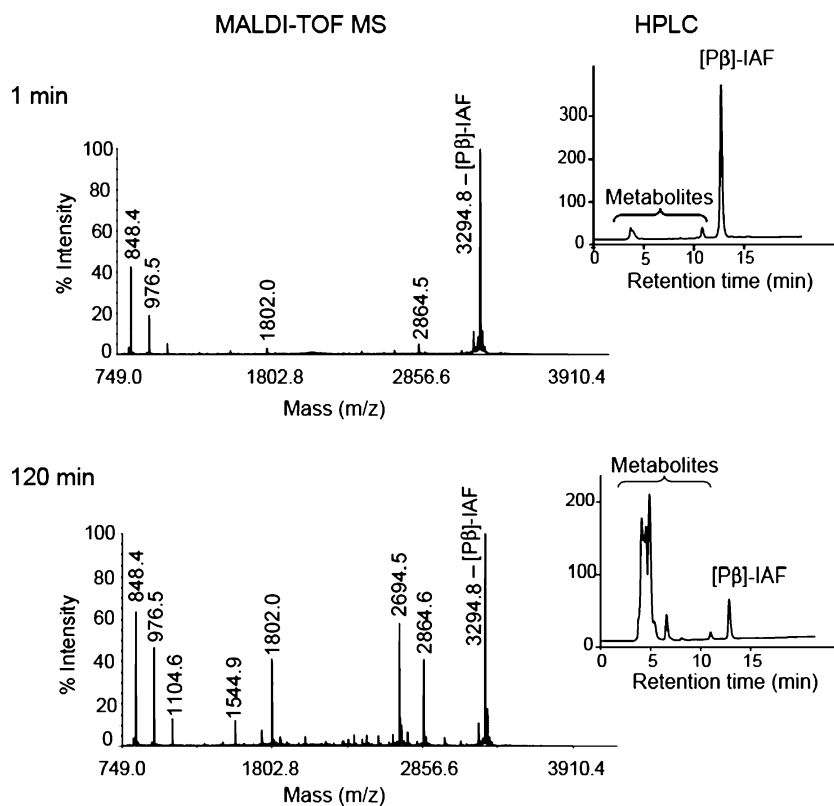 MALDI-TOF MS
HPLC
1 min
[Pβ]-IAF
300
200
100
0
Metabolites
0
5
10
15
Retention time (min)
100
80
60
40
20
0
% Intensity
848.4
976.5
1802.0
2864.5
3294.8 – [Pβ]-IAF
749.0
1802.8
2856.6
3910.4
Mass (m/z)
120 min
Metabolites
200
100
0
[Pβ]-IAF
0
5
10
15
Retention time (min)
100
80
60
40
20
0
% Intensity
848.4
976.5
1104.6
1544.9
1802.0
2694.5
2864.6
3294.8 – [Pβ]-IAF
749.0
1802.8
2856.6
3910.4
Mass (m/z)